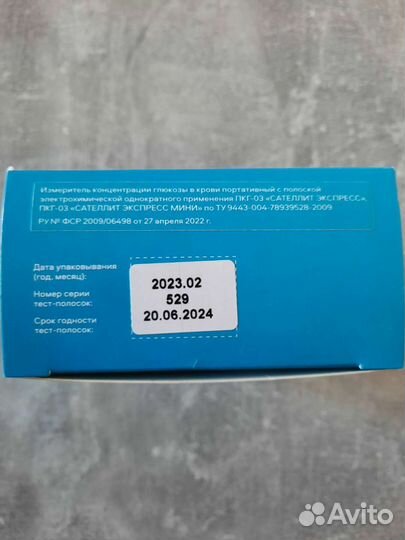 Измеритель концентрации глюкозы в крови портативный с полоской
электрохимической однократного применения ПКГ-03 «САТЕЛЛИТ ЭКСПРЕСС»,
ПКГ-03 «САТЕЛЛИТ ЭКСПРЕСС МИНИ» по ТУ 9443-004-78939528-2009
РУ № ФСР 2009/06498 от 27 апреля 2022 г.
Дата упаковывания
(год, месяц):
2023.02
Номер серии
тест-полосок:
529
Срок годности
тест-полосок:
20.06.2024
Avito